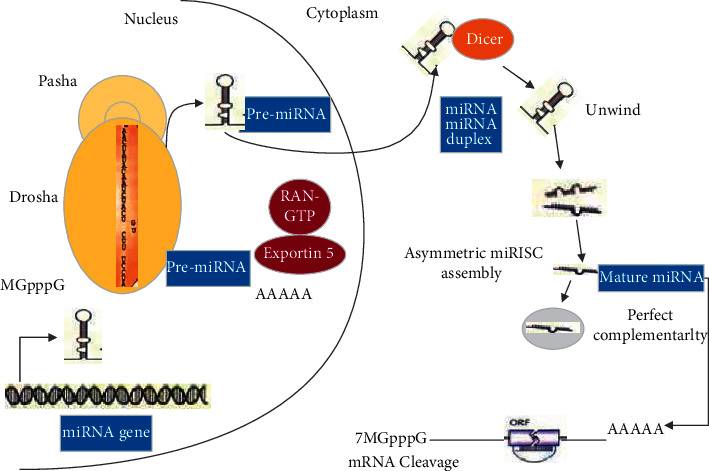 Nucleus
Cytoplasm
Pasha
Drosha
Pre-miRNA
Dicer
miRNA
miRNA
duplex
Unwind
RAN-
GTP
Exportin 5
Pre-miRNA
AAAAA
MGpppG
miRNA gene
Asymmetric miRISC
assembly
Mature miRNA
Perfect
complementarlty
ORF
7MGpppG
AAAAA
mRNA Cleavage